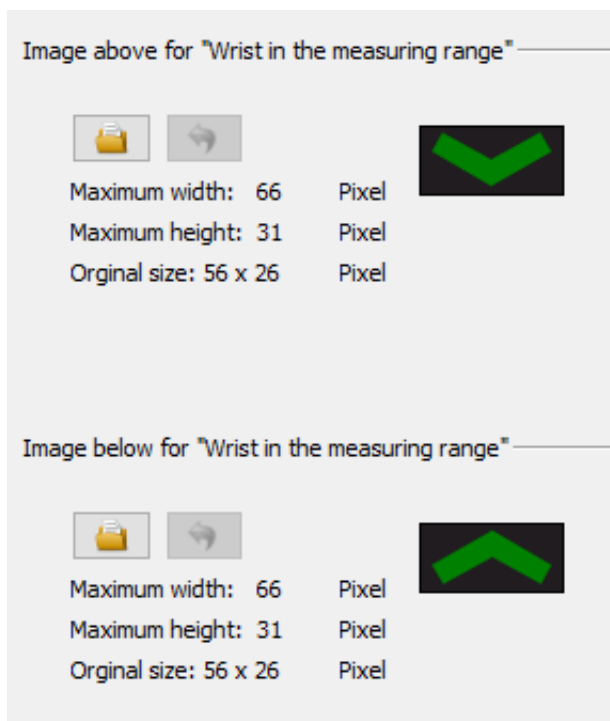 Image above for "Wrist in the measuring range"
Maximum width: 66 Pixel
Maximum height: 31 Pixel
Orginal size: 56 x 26 Pixel
Image below for "Wrist in the measuring range"
Maximum width: 66 Pixel
Maximum height: 31 Pixel
Orginal size: 56 x 26 Pixel